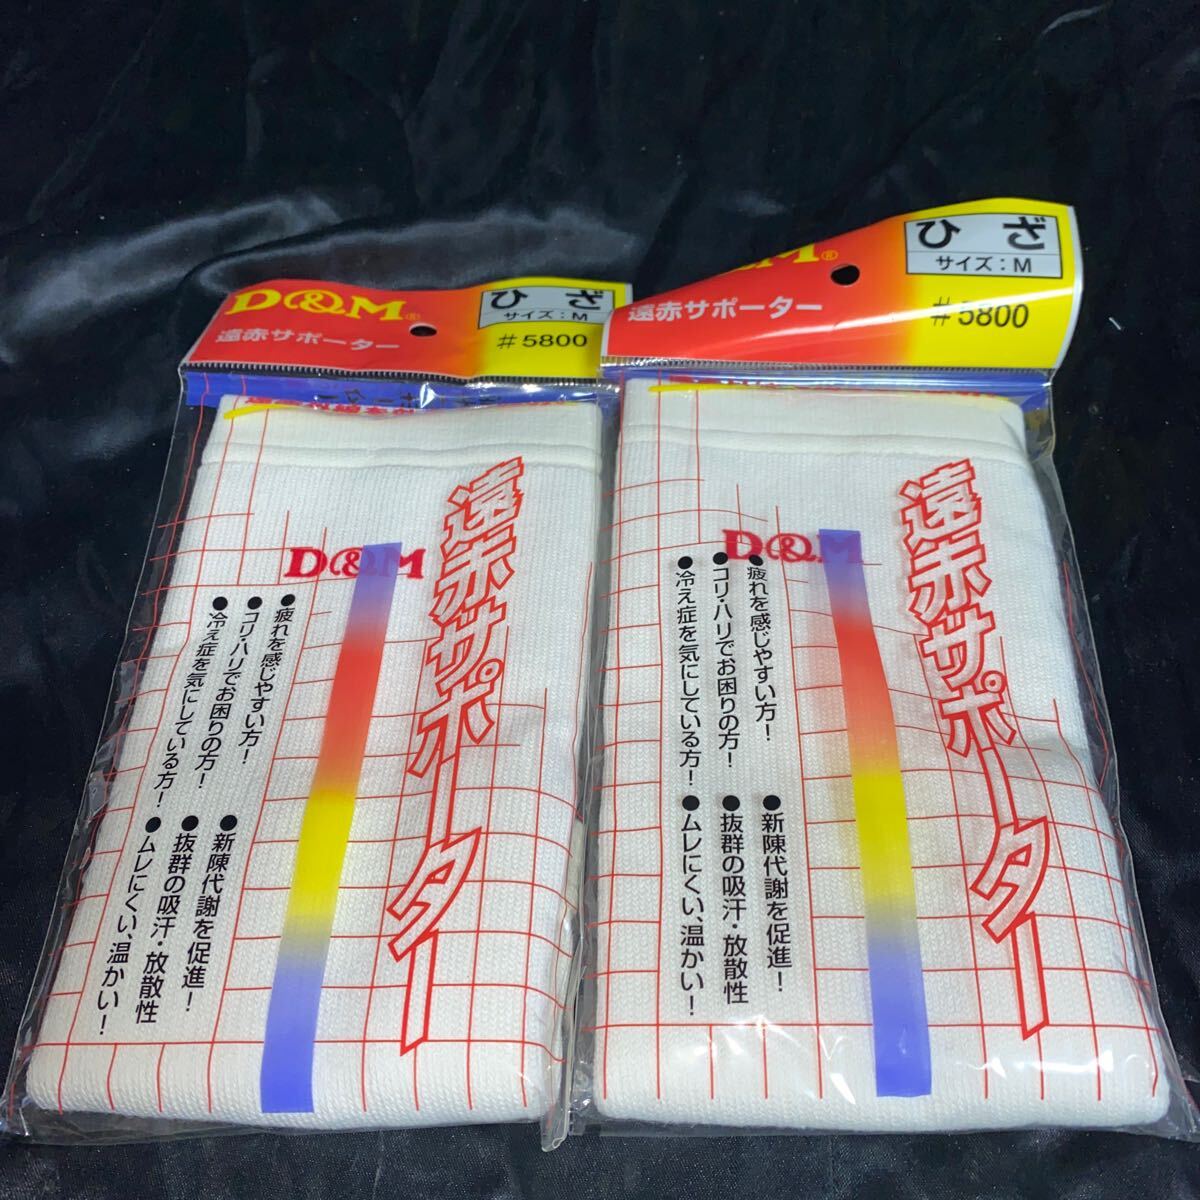 D&M®
遠赤サポーター
ひざ
サイズ：M
#5800
D&M
遠赤サポーター
●疲れを感じやすい方！
●コリ・ハリでお困りの方！
●冷え症を気にしている方！
●新陳代謝を促進！
●抜群の吸汗・放散性
●ムレにくい、温かい！
&M®
遠赤サポーター
ひざ
サイズ：M
#5800
D&M
遠赤サポーター
●疲れを感じやすい方！
●コリ・ハリでお困りの方！
●冷え症を気にしている方！
●新陳代謝を促進！
●抜群の吸汗・放散性
●ムレにくい、温かい！